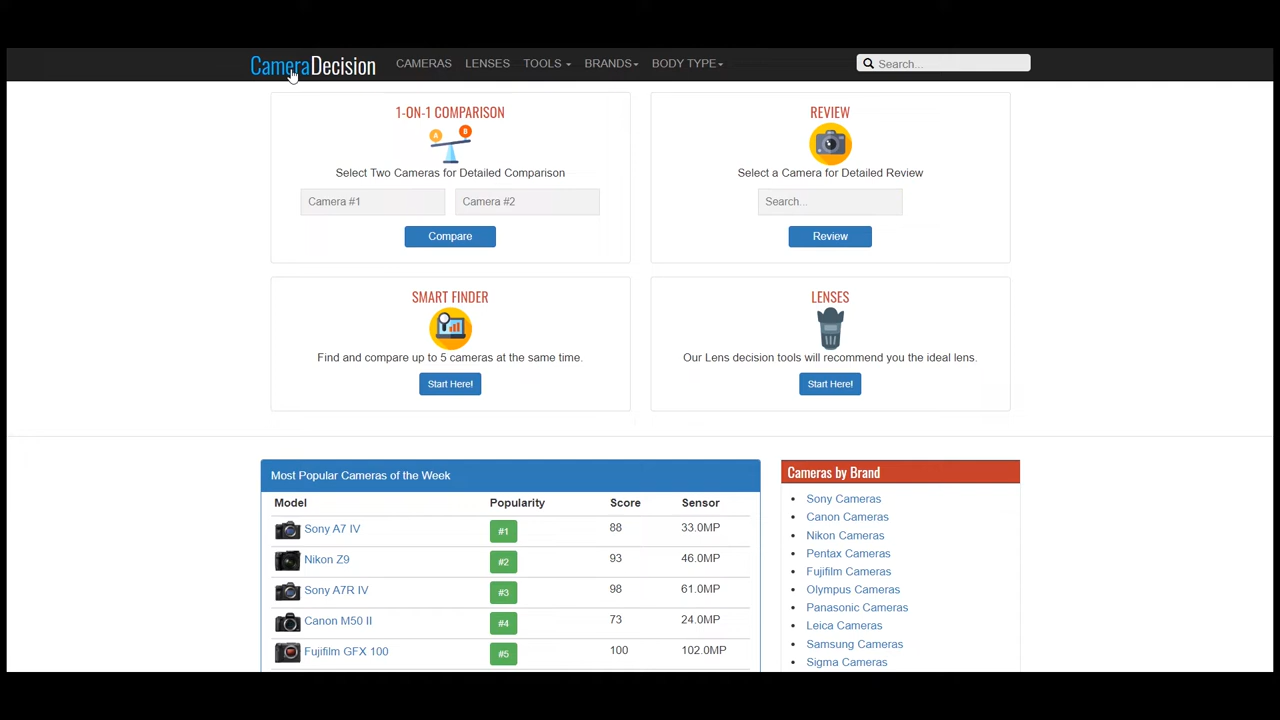 CameraDecision CAMERAS LENSES TOOLS BRANDS BODY TYPE Search...
1-ON-1 COMPARISON
A B
Select Two Cameras for Detailed Comparison
Camera #1 Camera #2
Compare
REVIEW
Select a Camera for Detailed Review
Search...
Review
SMART FINDER
Find and compare up to 5 cameras at the same time.
Start Here!
LENSES
Our Lens decision tools will recommend you the ideal lens.
Start Here!
Most Popular Cameras of the Week
Model Popularity Score Sensor
Sony A7 IV #1 88 33.0MP
Nikon Z9 #2 93 46.0MP
Sony A7R IV #3 98 61.0MP
Canon M50 II #4 73 24.0MP
Fujifilm GFX 100 #5 100 102.0MP
Cameras by Brand
Sony Cameras
Canon Cameras
Nikon Cameras
Pentax Cameras
Fujifilm Cameras
Olympus Cameras
Panasonic Cameras
Leica Cameras
Samsung Cameras
Sigma Cameras